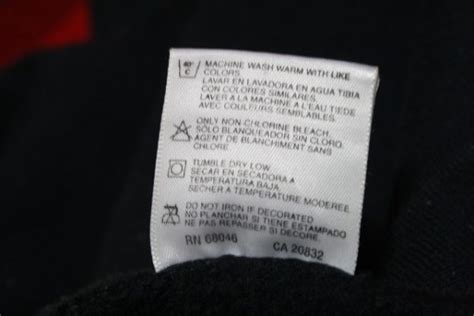 40°
C
MACHINE WASH WARM WITH LIKE
COLORS
LAVAR EN LAVADORA EN AGUA TIBIA
CON COLORES SIMILARES.
LAVER A LA MACHINE A L'EAU TIEDE
AVEC COULEURS SEMBLABLES.
ONLY NON-CHLORINE BLEACH.
SÓLO BLANQUEADOR SIN CLORO.
AGENT DE BLANCHIMENT SANS
CHLORE
TUMBLE DRY LOW
SECAR EN SECADORA A
TEMPERATURA BAJA.
SECHER A TEMPERATURE MODEREE.
DO NOT IRON IF DECORATED
NO PLANCHAR SI TIENE ESTAMPADO
NE PAS REPASSER SI DECORE
RN 68046 CA 20832